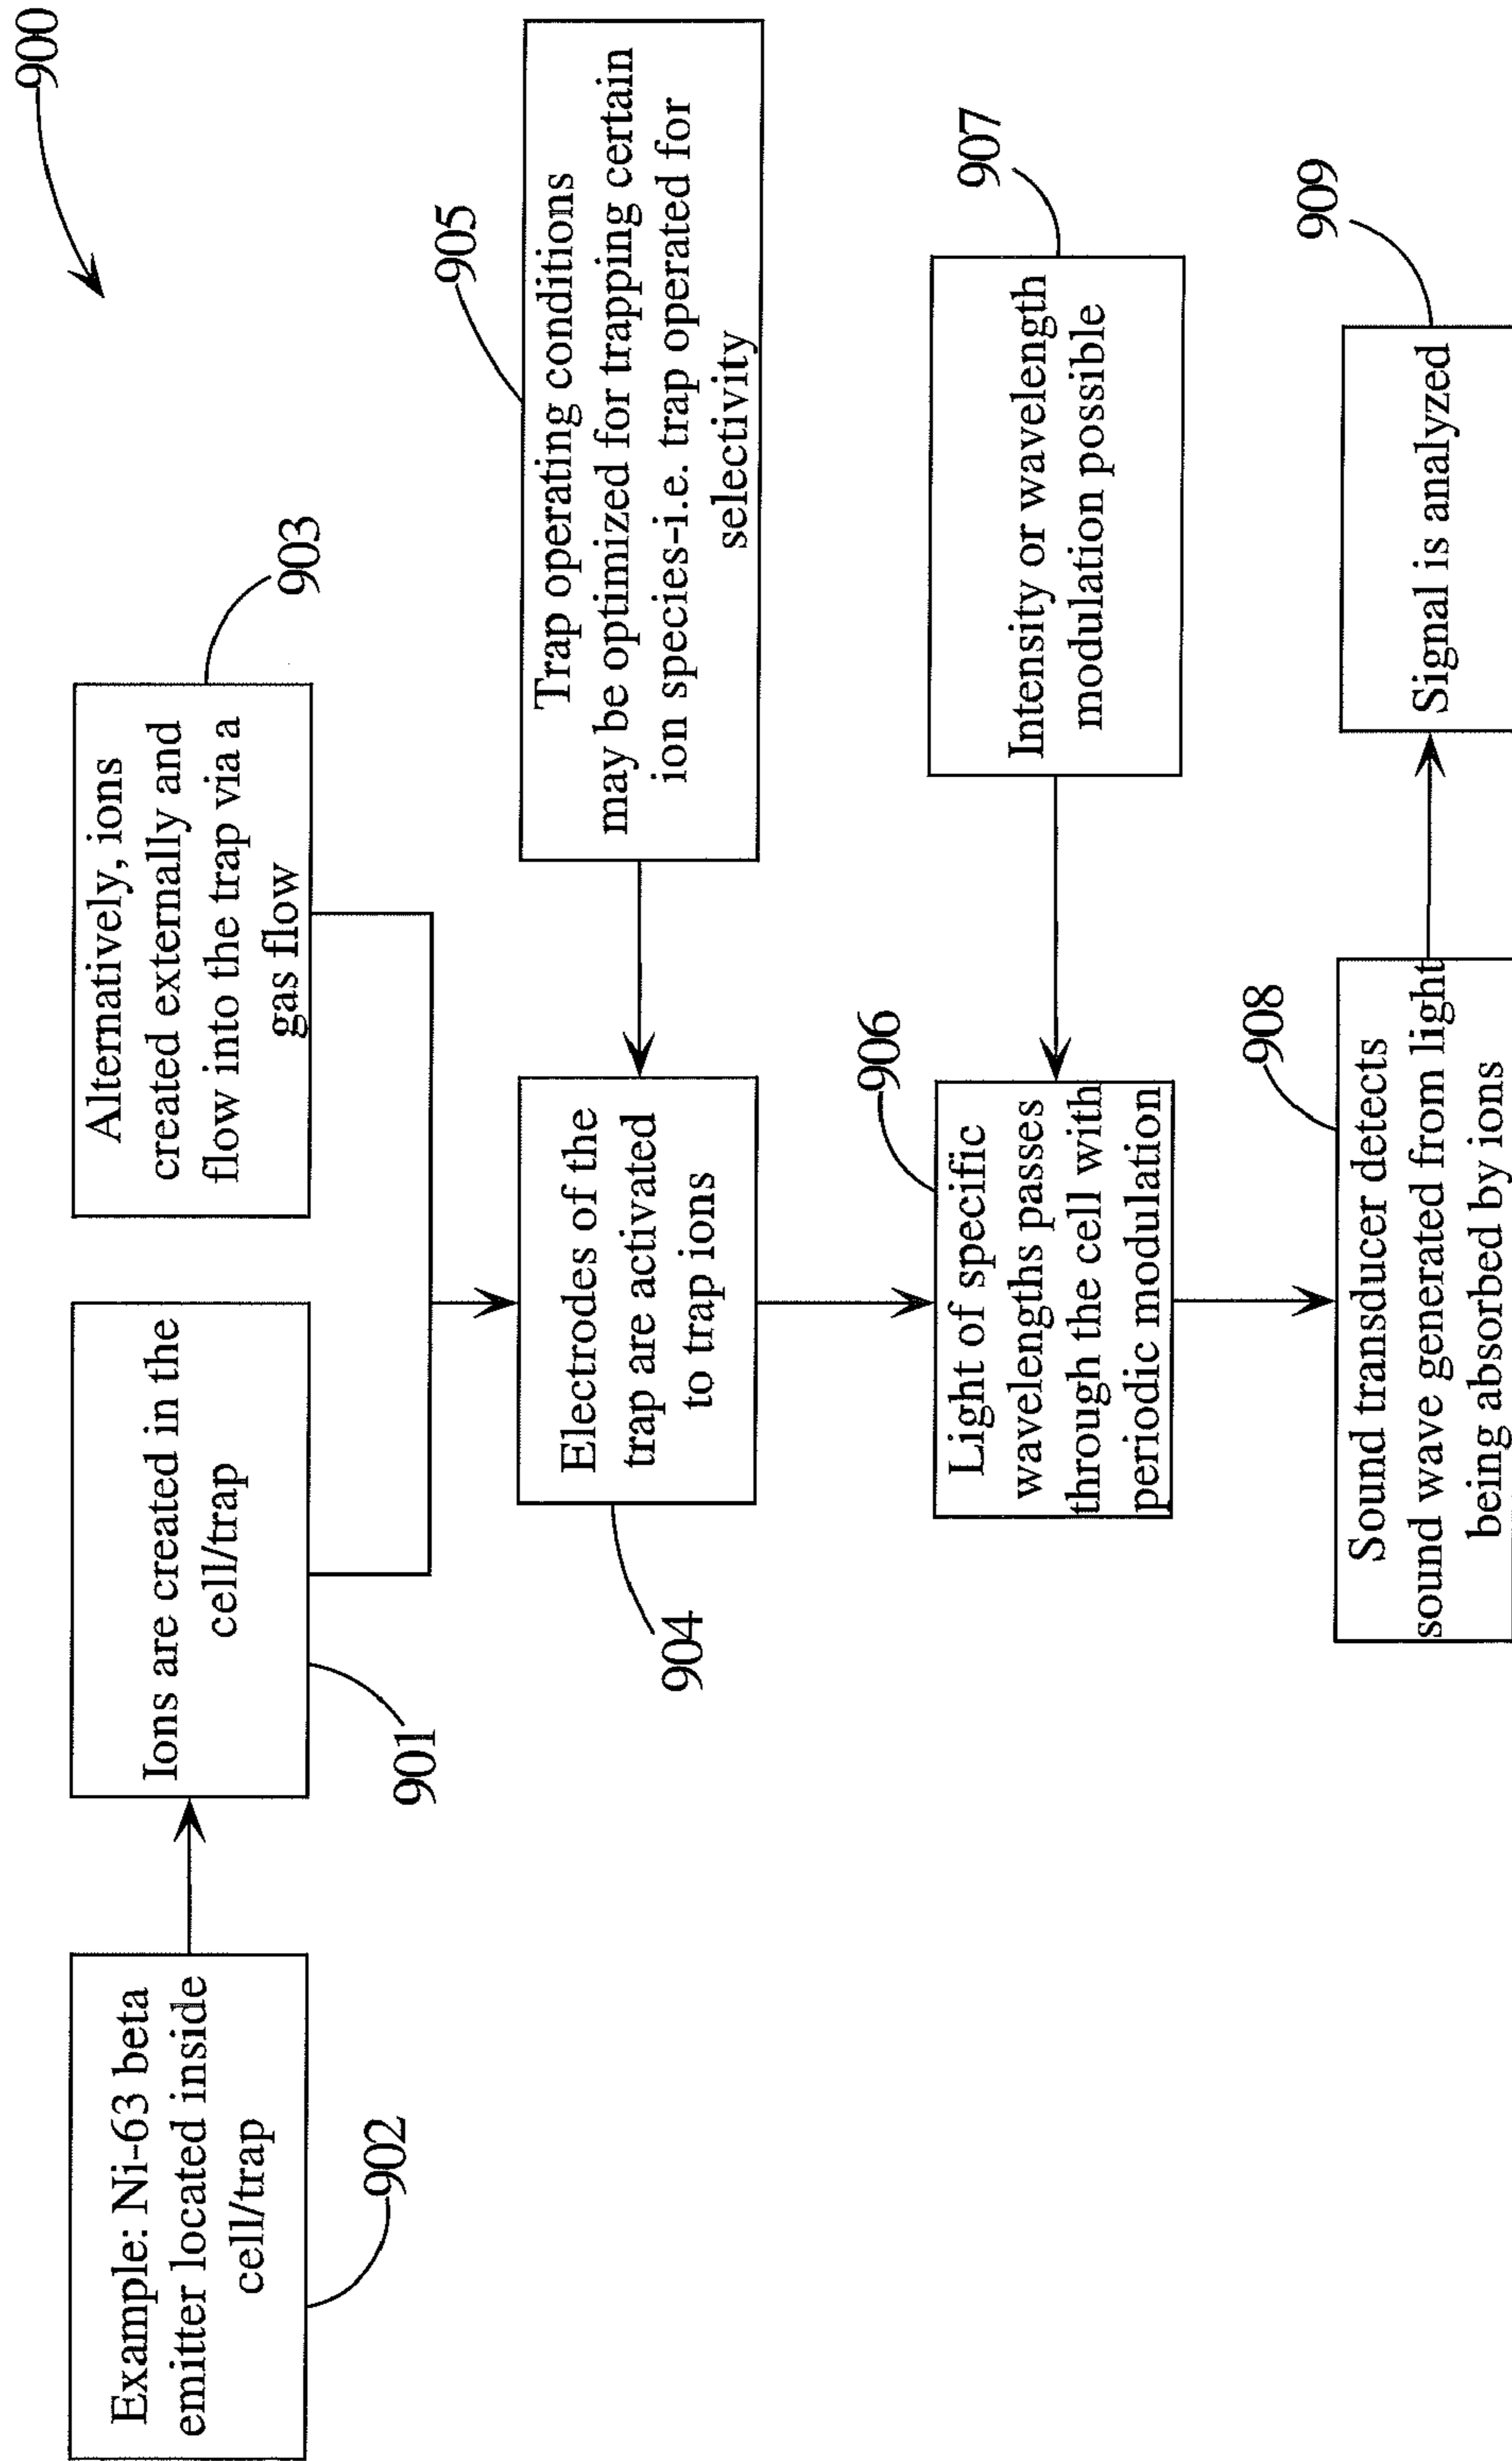 900
Example: Ni-63 beta
emitter located inside
cell/trap
902
Ions are created in the
cell/trap
901
Alternatively, ions
created externally and
flow into the trap via a
gas flow
903
Electrodes of the
trap are activated
to trap ions
904
Trap operating conditions
may be optimized for trapping certain
ion species-i.e. trap operated for
selectivity
905
Light of specific
wavelengths passes
through the cell with
periodic modulation
906
Intensity or wavelength
modulation possible
907
Sound transducer detects
sound wave generated from light
being absorbed by ions
908
Signal is analyzed
909